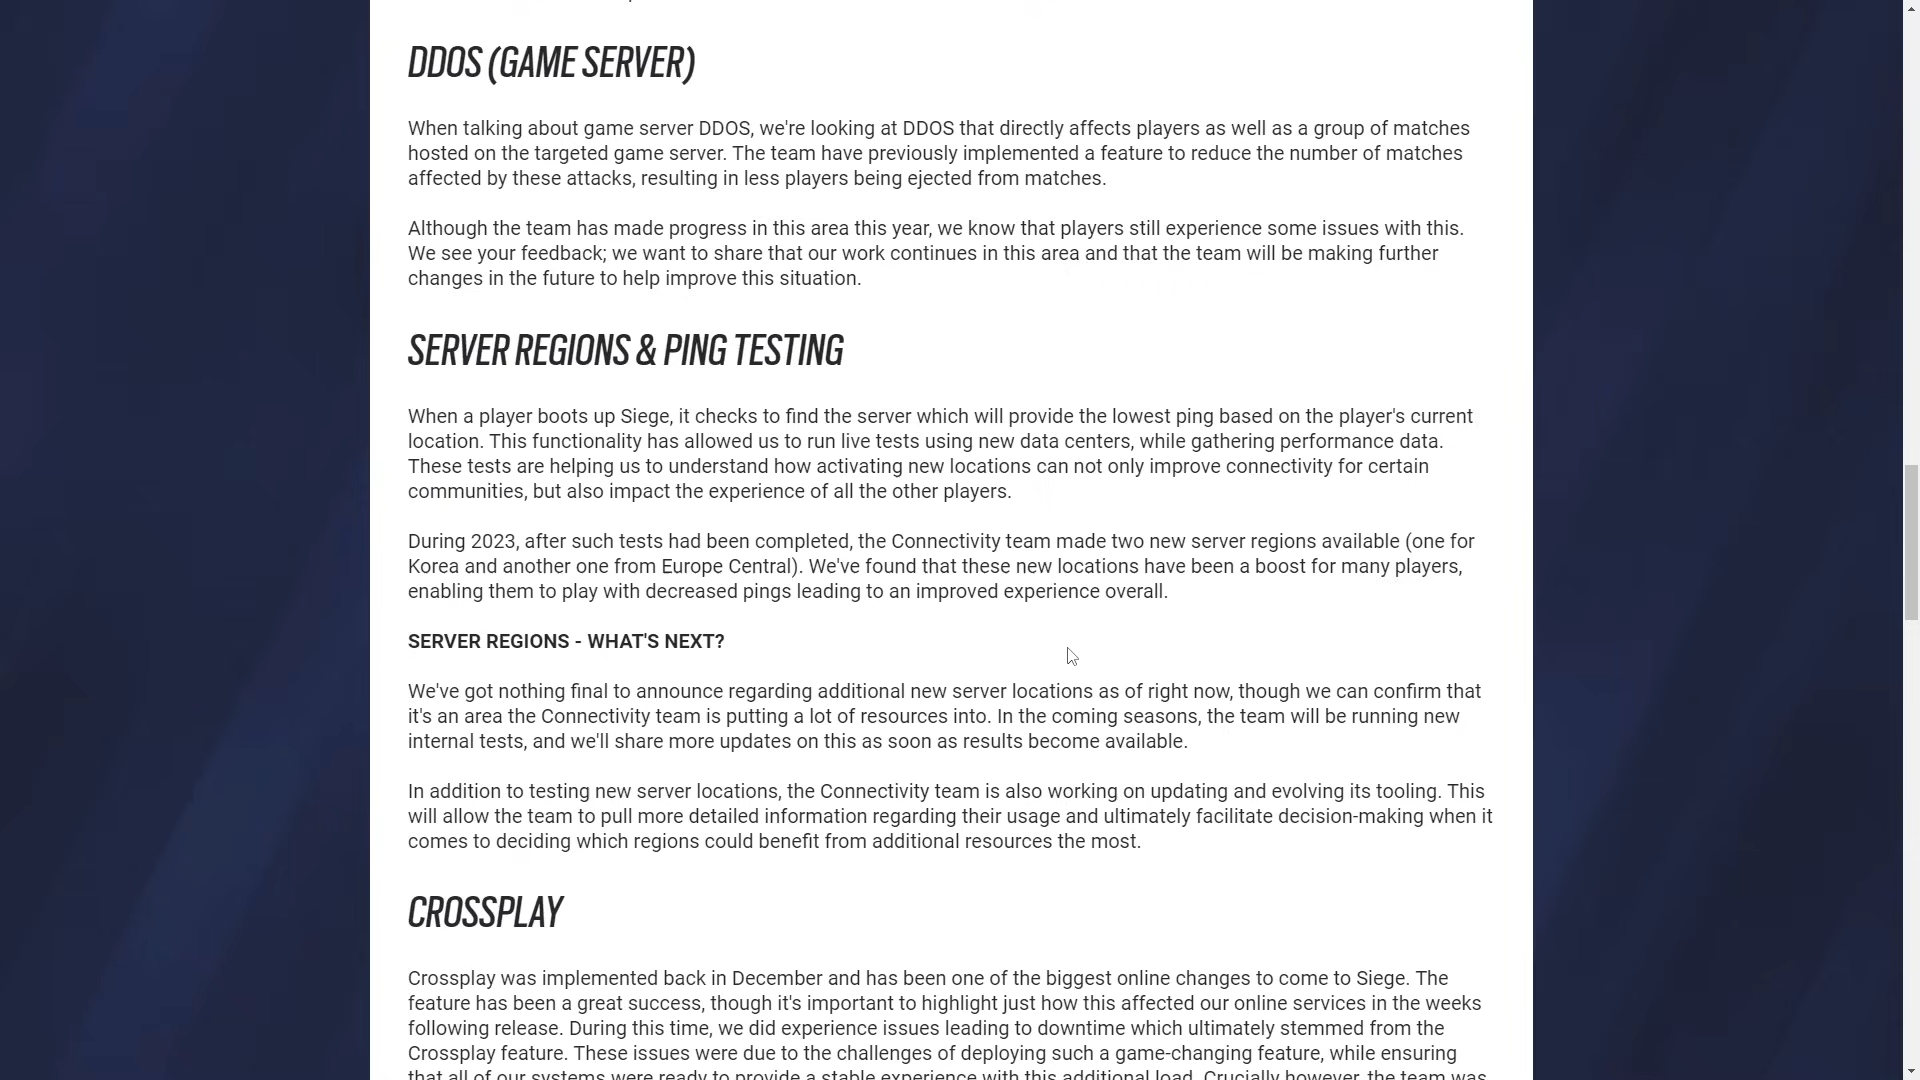 DDOS (GAME SERVER)
When talking about game server DDOS, we're looking at DDOS that directly affects players as well as a group of matches
hosted on the targeted game server. The team have previously implemented a feature to reduce the number of matches
affected by these attacks, resulting in less players being ejected from matches.
Although the team has made progress in this area this year, we know that players still experience some issues with this.
We see your feedback; we want to share that our work continues in this area and that the team will be making further
changes in the future to help improve this situation.
SERVER REGIONS & PING TESTING
When a player boots up Siege, it checks to find the server which will provide the lowest ping based on the player's current
location. This functionality has allowed us to run live tests using new data centers, while gathering performance data.
These tests are helping us to understand how activating new locations can not only improve connectivity for certain
communities, but also impact the experience of all the other players.
During 2023, after such tests had been completed, the Connectivity team made two new server regions available (one for
Korea and another one from Europe Central). We've found that these new locations have been a boost for many players,
enabling them to play with decreased pings leading to an improved experience overall.
SERVER REGIONS - WHAT'S NEXT?
We've got nothing final to announce regarding additional new server locations as of right now, though we can confirm that
it's an area the Connectivity team is putting a lot of resources into. In the coming seasons, the team will be running new
internal tests, and we'll share more updates on this as soon as results become available.
In addition to testing new server locations, the Connectivity team is also working on updating and evolving its tooling. This
will allow the team to pull more detailed information regarding their usage and ultimately facilitate decision-making when it
comes to deciding which regions could benefit from additional resources the most.
CROSSPLAY
Crossplay was implemented back in December and has been one of the biggest online changes to come to Siege. The
feature has been a great success, though it's important to highlight just how this affected our online services in the weeks
following release. During this time, we did experience issues leading to downtime which ultimately stemmed from the
Crossplay feature. These issues were due to the challenges of deploying such a game-changing feature, while ensuring
that all of our systems were ready to provide a stable experience with this additional load. Crucially however, the team was